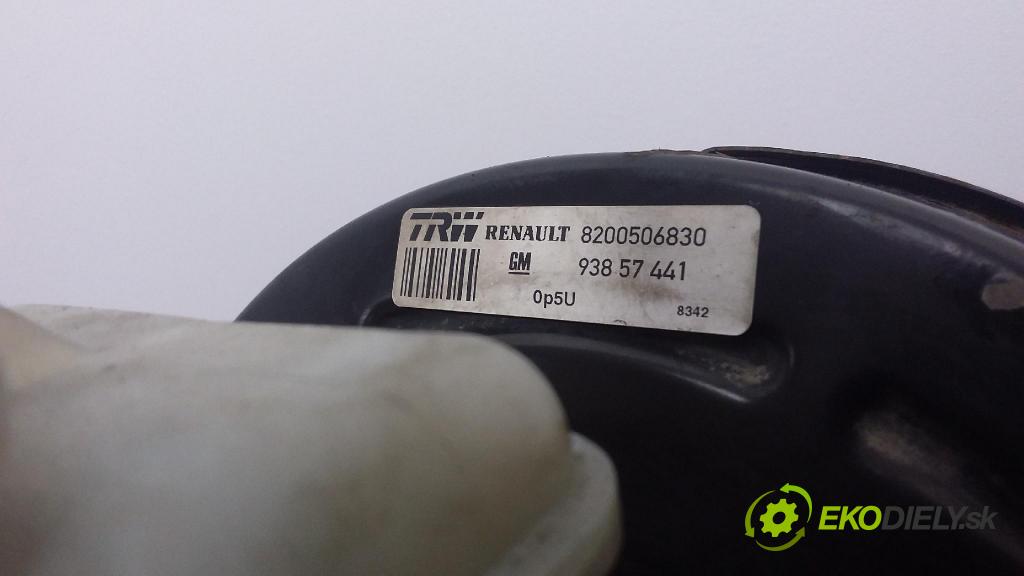 TRW RENAULT 8200506830
GM 938 57 441
0p5U 8342
EKODIELY.sk